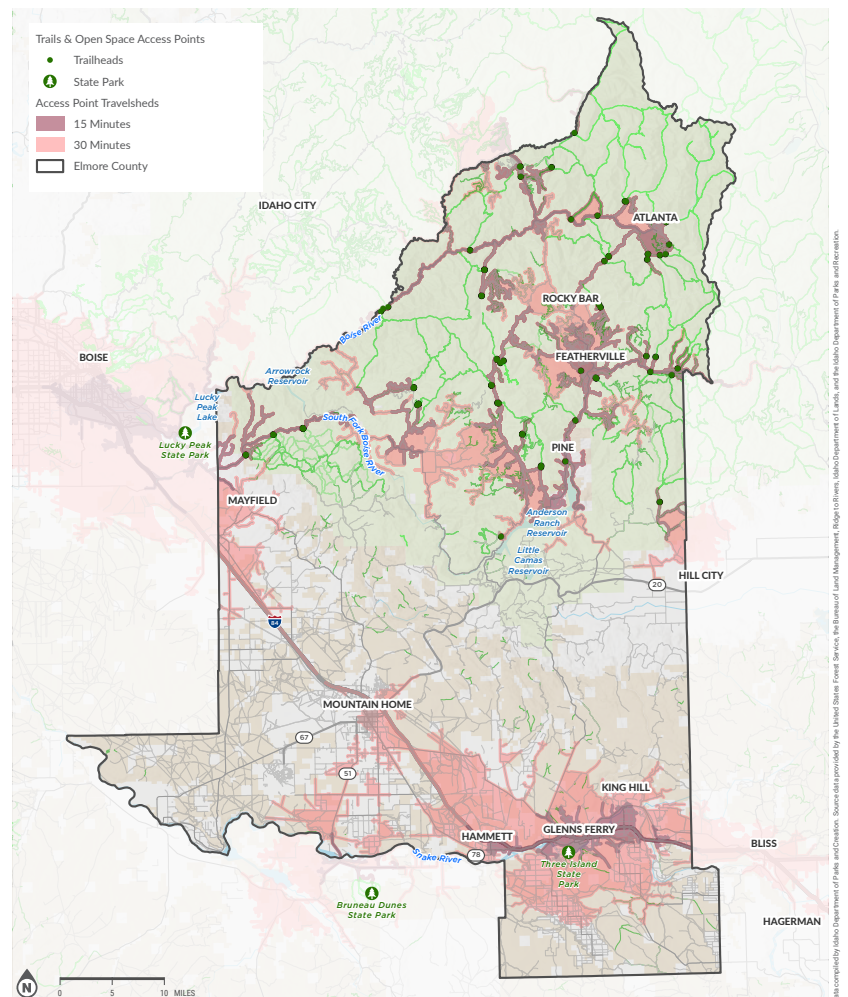 Trails & Open Space Access Points
Trailheads
State Park
Access Point Travelsheds
15 Minutes
30 Minutes
Elmore County
IDAHO CITY
ATLANTA
ROCKY BAR
Boise River
BOISE
FEATHERVILLE
Arrowrock
Reservoir
Lucky
Peak
Lake
South Fork Boise River
Lucky Peak
State Park
PINE
MAYFIELD
Anderson
Ranch
Reservoir
Little
Camas
Reservoir
HILL CITY
20
84
MOUNTAIN HOME
67
51
KING HILL
GLENNS FERRY
HAMMETT
BLISS
Snake River
78
Three Island
State
Park
Bruneau Dunes
State Park
HAGERMAN
N
0 5 10 MILES
ata compiled by Idaho Department of Parks and Creation. Source data provided by the United States Forest Service, the Bureau of Land Management, Ridge to Rivers, Idaho Department of Lands, and the Idaho Department of Parks and Recreation.